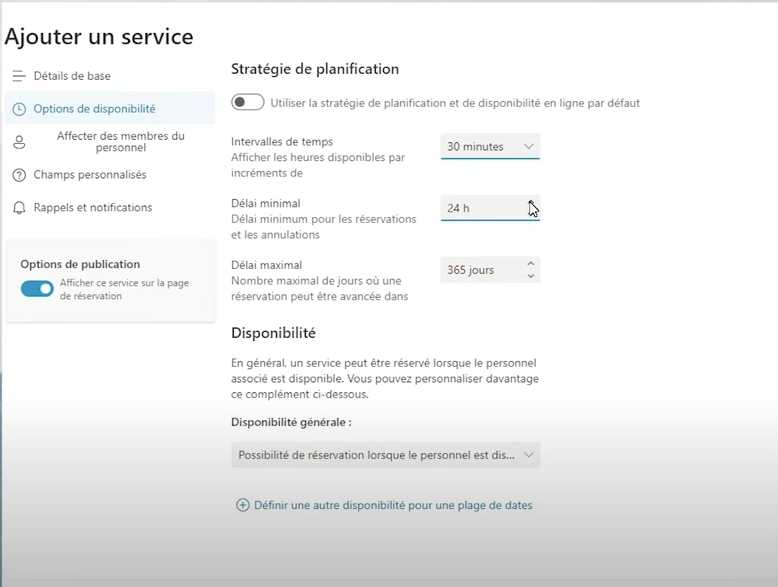 Ajouter un service
Détails de base
Options de disponibilité
Affecter des membres du
personnel
Champs personnalisés
Rappels et notifications
Options de publication
Afficher ce service sur la page
de réservation
Stratégie de planification
Utiliser la stratégie de planification et de disponibilité en ligne par défaut
Intervalles de temps
Afficher les heures disponibles par
incréments de
30 minutes
Délai minimal
Délai minimum pour les réservations
et les annulations
24 h
Délai maximal
Nombre maximal de jours où une
réservation peut être avancée dans
365 jours
Disponibilité
En général, un service peut être réservé lorsque le personnel
associé est disponible. Vous pouvez personnaliser davantage
ce complément ci-dessous.
Disponibilité générale :
Possibilité de réservation lorsque le personnel est dis...
Définir une autre disponibilité pour une plage de dates